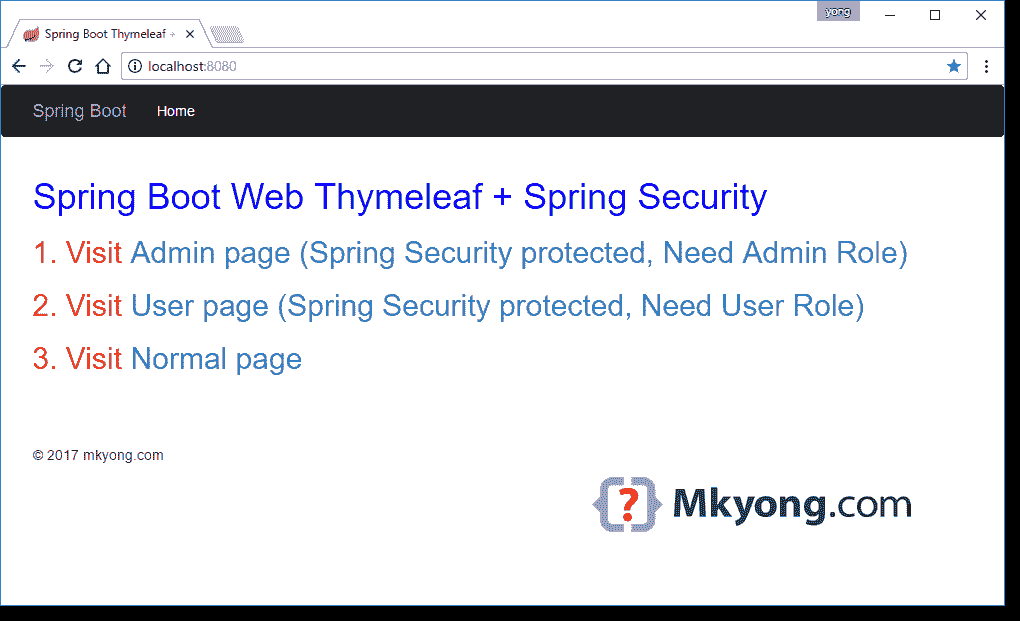 yong
Spring Boot Thymeleaf +
localhost:8080
Spring Boot Home
Spring Boot Web Thymeleaf + Spring Security
1. Visit Admin page (Spring Security protected, Need Admin Role)
2. Visit User page (Spring Security protected, Need User Role)
3. Visit Normal page
© 2017 mkyong.com
Mkyong.com